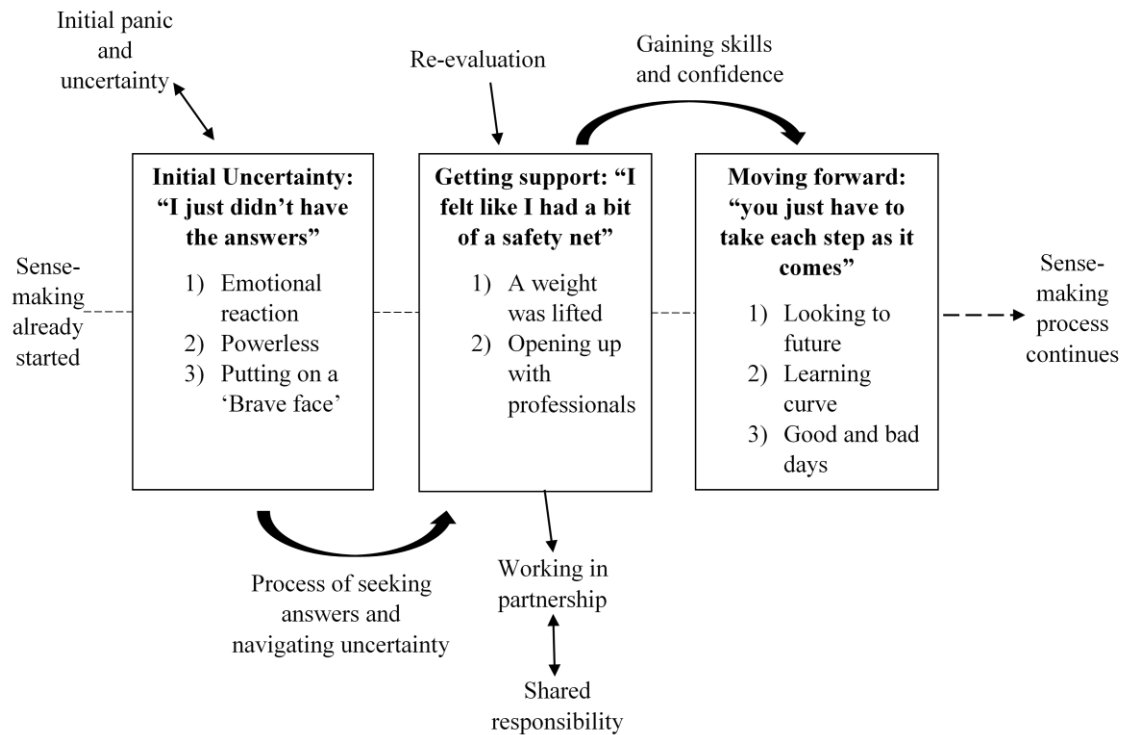 Initial panic
and
uncertainty
Re-evaluation
Gaining skills
and confidence
Sense-
making
already
started
Initial Uncertainty:
“I just didn’t have
the answers”
1) Emotional
reaction
2) Powerless
3) Putting on a
‘Brave face’
Getting support: “I
felt like I had a bit
of a safety net”
1) A weight
was lifted
2) Opening up
with
professionals
Moving forward:
“you just have to
take each step as it
comes”
1) Looking to
future
2) Learning
curve
3) Good and bad
days
Sense-
making
process
continues
Process of seeking
answers and
navigating uncertainty
Working in
partnership
Shared
responsibility